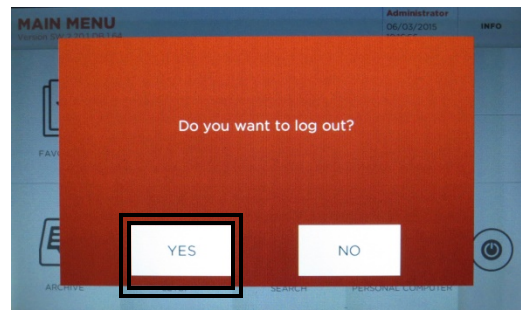 MAIN MENU
Administrator
06/03/2015
INFO
Do you want to log out?
YES
NO
ARCHIVE
SEARCH
PERSONAL COMPUTER